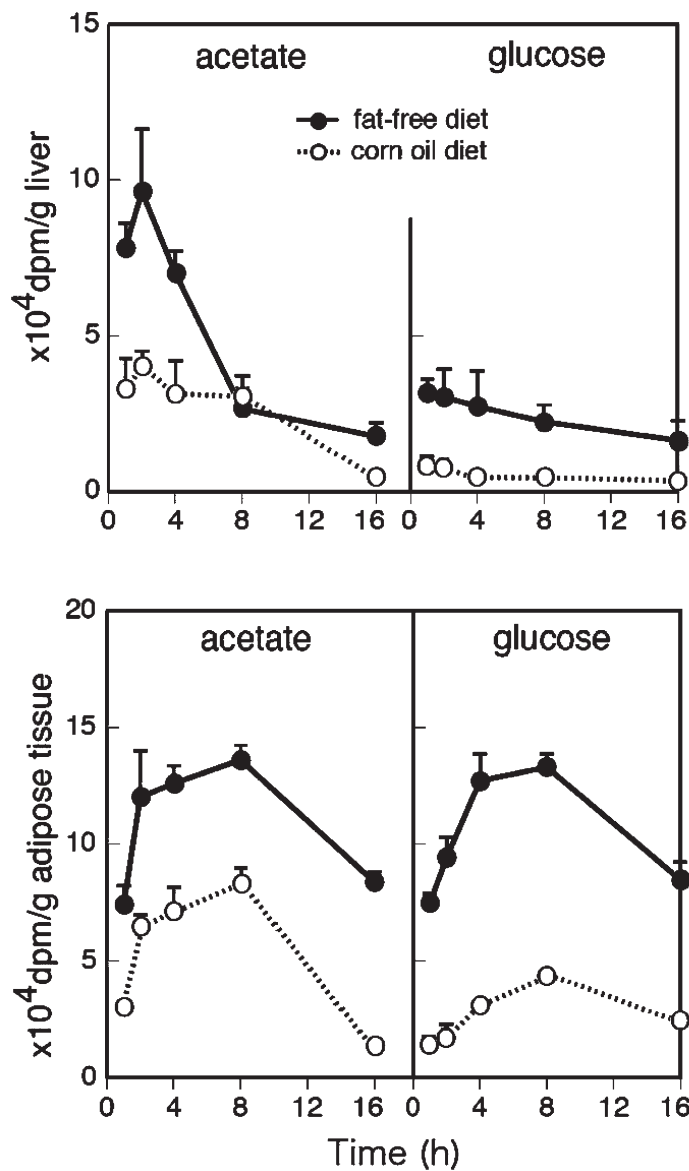 15
acetate
glucose
fat-free diet
corn oil diet
10
5
0
x10⁴dpm/g liver
0 4 8 12 16 0 4 8 12 16
20
acetate
glucose
15
10
5
0
x10⁴dpm/g adipose tissue
0 4 8 12 16 0 4 8 12 16
Time (h)